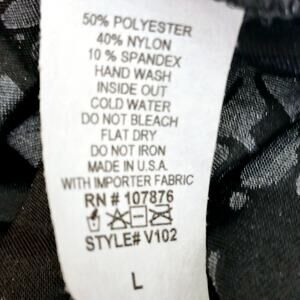 50% POLYESTER
40% NYLON
10 % SPANDEX
HAND WASH
INSIDE OUT
COLD WATER
DO NOT BLEACH
FLAT DRY
DO NOT IRON
MADE IN U.S.A.
WITH IMPORTER FABRIC
RN # 107876
STYLE# V102
L